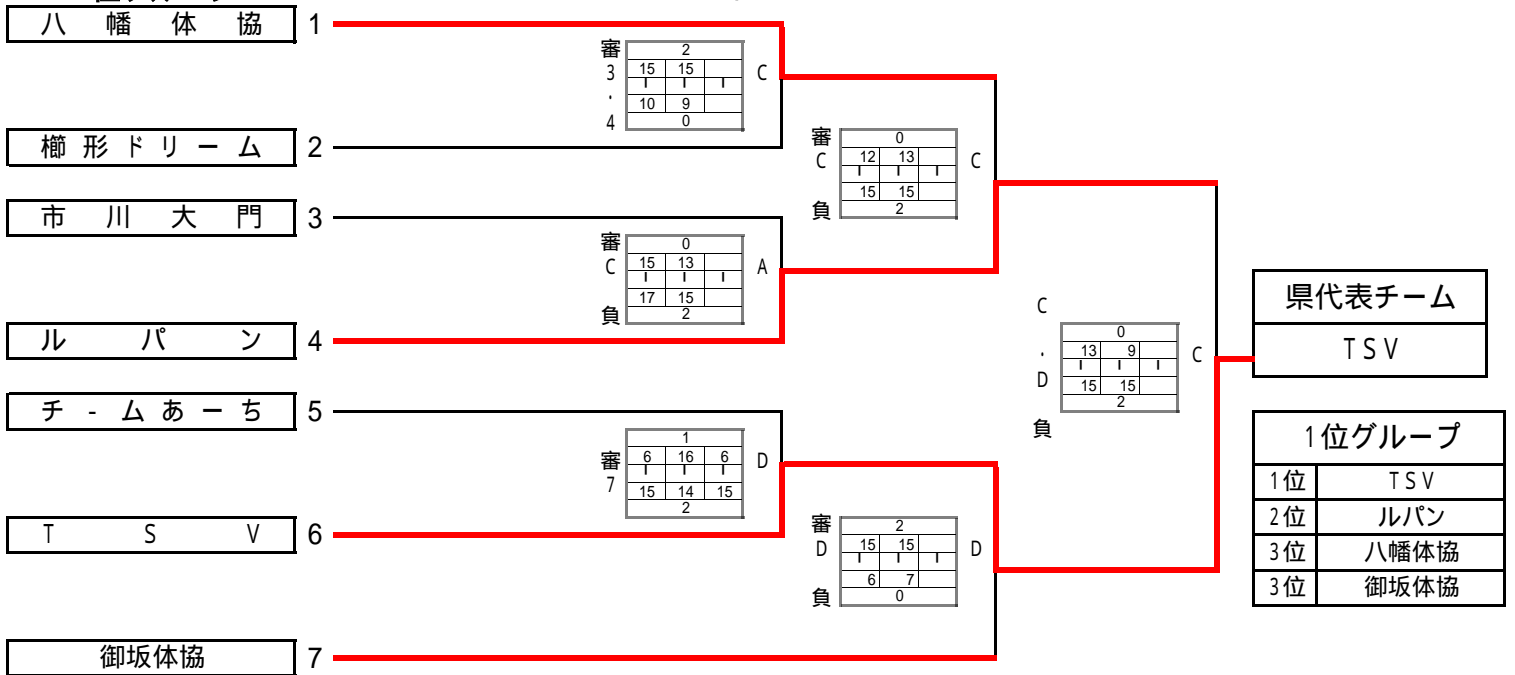 八幡体協 1
審3・4 C
2
15 15
10 9
0
櫛形ドリーム 2
審C負 C
0
12 13
15 15
2
市川大門 3
審C負 A
0
15 13
17 15
2
ルパン 4
C・D負 C
0
13 9
15 15
2
県代表チーム
TSV
チ-ムあーち 5
審7 D
1
6 16 6
15 14 15
2
TSV 6
審D負 D
2
15 15
6 7
0
御坂体協 7
1位グループ
1位 TSV
2位 ルパン
3位 八幡体協
3位 御坂体協